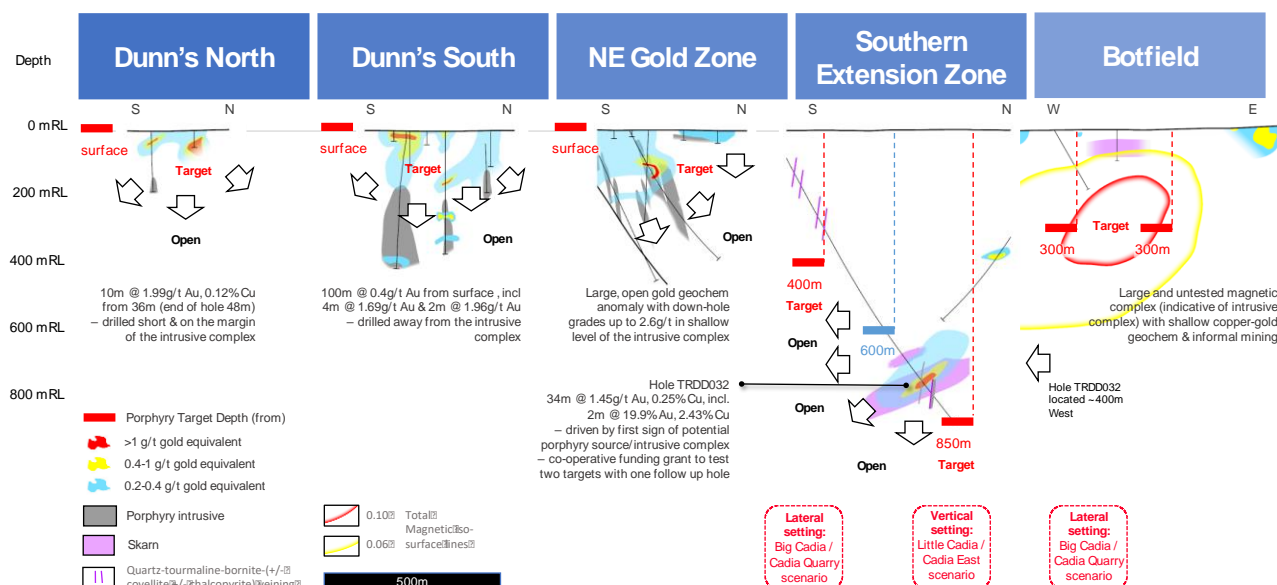 Depth
Dunn's North
Dunn's South
NE Gold Zone
Southern
Extension Zone
Botfield
S N
S N
S N
S N
W E
0 mRL
200 mRL
400 mRL
600 mRL
800 mRL
surface
Target
Open
10m @ 1.99g/t Au, 0.12%Cu
from 36m (end of hole 48m)
– drilled short & on the margin
of the intrusive complex
surface
Target
Open
100m @ 0.4g/t Au from surface , incl
4m @ 1.69g/t Au & 2m @ 1.96g/t Au
– drilled away from the intrusive
complex
surface
Target
Open
Large, open gold geochem
anomaly with down-hole
grades up to 2.6g/t in shallow
level of the intrusive complex
400m
Target
Open
600m
Open
850m
Open
Target
Hole TRDD032
34m @ 1.45g/t Au, 0.25%Cu, incl.
2m @ 19.9%Au, 2.43%Cu
– driven by first sign of potential
porphyry source/intrusive complex
– co-operative funding grant to test
two targets with one follow up hole
Target
300m
300m
Large and untested magnetic
complex (indicative of intrusive
complex) with shallow copper-gold
geochem & informal mining
Hole TRDD032
located ~400m
West
Porphyry Target Depth (from)
>1 g/t gold equivalent
0.4-1 g/t gold equivalent
0.2-0.4 g/t gold equivalent
Porphyry intrusive
Skarn
Quartz-tourmaline-bornite-(+/-
covellite +/- chalcopyrite) veining
0.10 Total
Magnetic iso-
0.06 surface lines
500m
Lateral
setting:
Big Cadia /
Cadia Quarry
scenario
Vertical
setting:
Little Cadia /
Cadia East
scenario
Lateral
setting:
Big Cadia /
Cadia Quarry
scenario